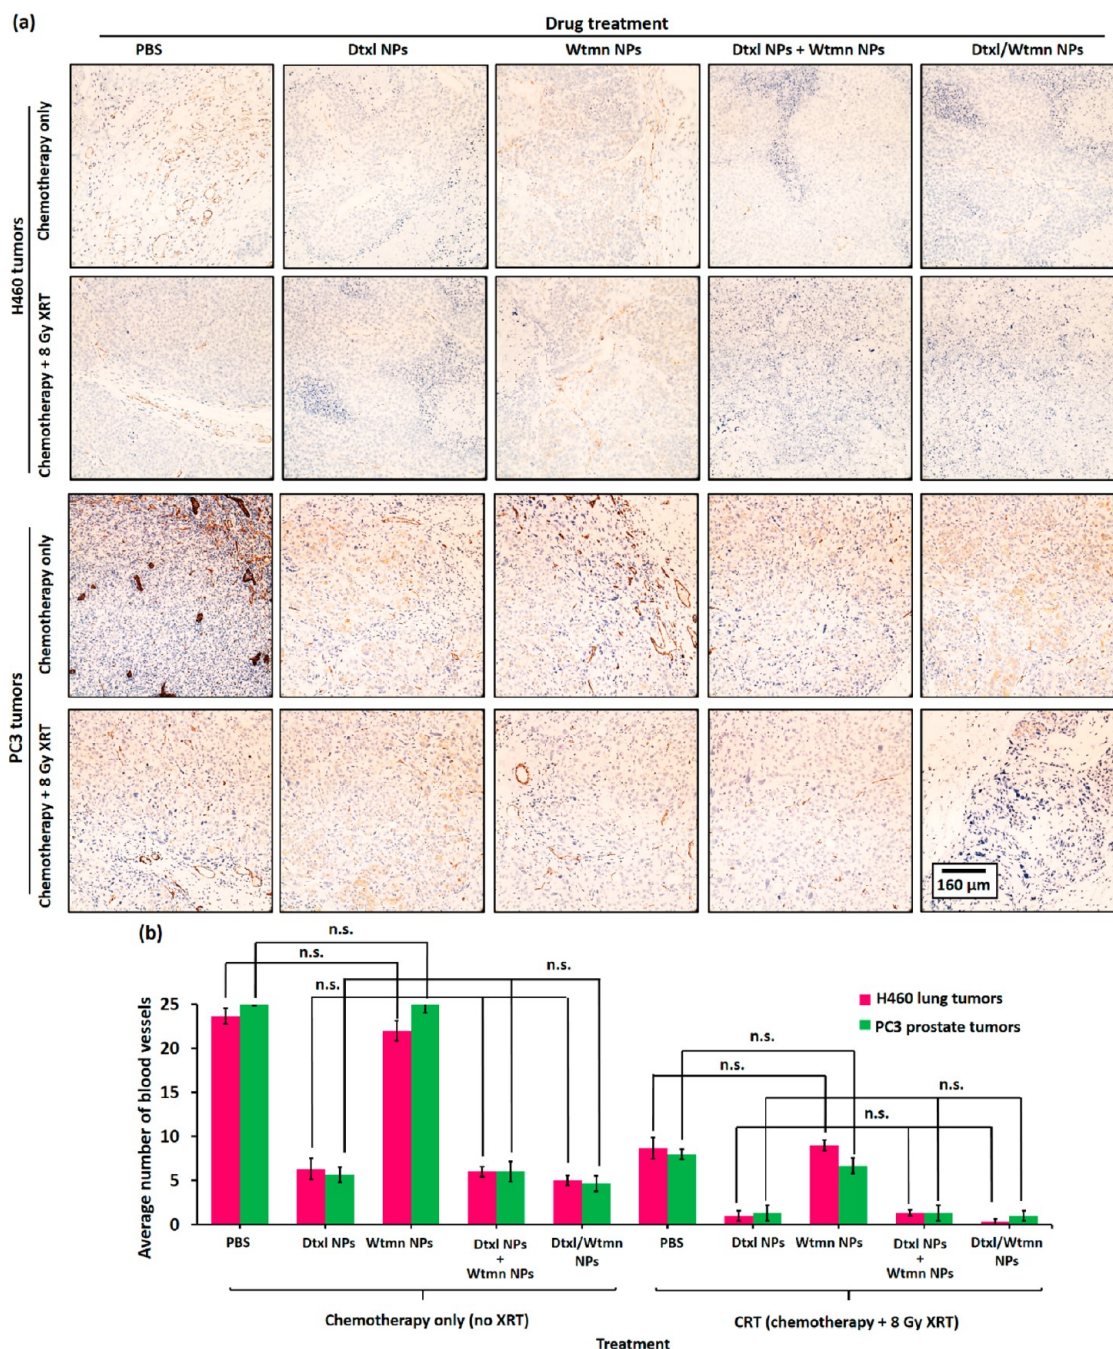 (a)
Drug treatment
PBS
Dtxl NPs
Wtmn NPs
Dtxl NPs + Wtmn NPs
Dtxl/Wtmn NPs
H460 tumors
Chemotherapy only
Chemotherapy + 8 Gy XRT
PC3 tumors
Chemotherapy only
Chemotherapy + 8 Gy XRT
160 μm
(b)
n.s.
n.s.
n.s.
n.s.
n.s.
n.s.
n.s.
n.s.
H460 lung tumors
PC3 prostate tumors
Average number of blood vessels
25
20
15
10
5
0
PBS
Dtxl NPs
Wtmn NPs
Dtxl NPs
+
Wtmn NPs
Dtxl/Wtmn
NPs
PBS
Dtxl NPs
Wtmn NPs
Dtxl NPs
+
Wtmn NPs
Dtxl/Wtmn
NPs
Chemotherapy only (no XRT)
CRT (chemotherapy + 8 Gy XRT)
Treatment